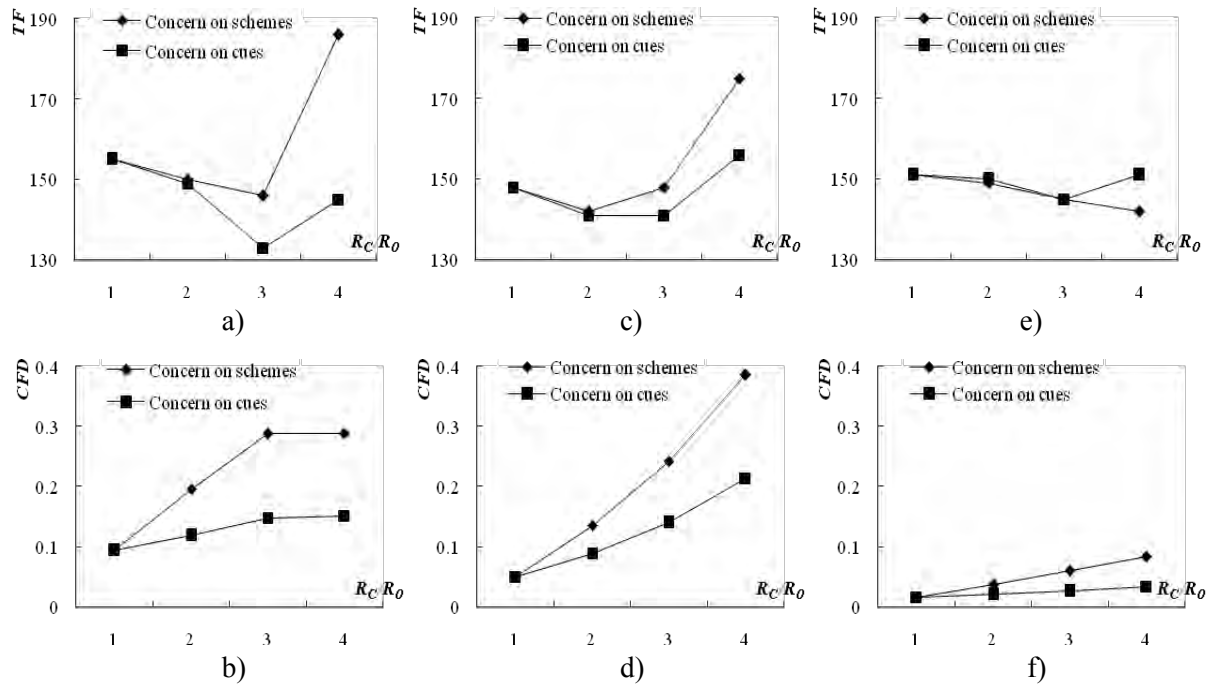 TF
190
170
150
130
Concern on schemes
Concern on cues
R_C/R_0
1 2 3 4
a)
TF
190
170
150
130
Concern on schemes
Concern on cues
R_C/R_0
1 2 3 4
c)
TF
190
170
150
130
Concern on schemes
Concern on cues
R_C/R_0
1 2 3 4
e)
CFD
0.4
0.3
0.2
0.1
0
Concern on schemes
Concern on cues
R_C/R_0
1 2 3 4
b)
CFD
0.4
0.3
0.2
0.1
0
Concern on schemes
Concern on cues
R_C/R_0
1 2 3 4
d)
CFD
0.4
0.3
0.2
0.1
0
Concern on schemes
Concern on cues
R_C/R_0
1 2 3 4
f)